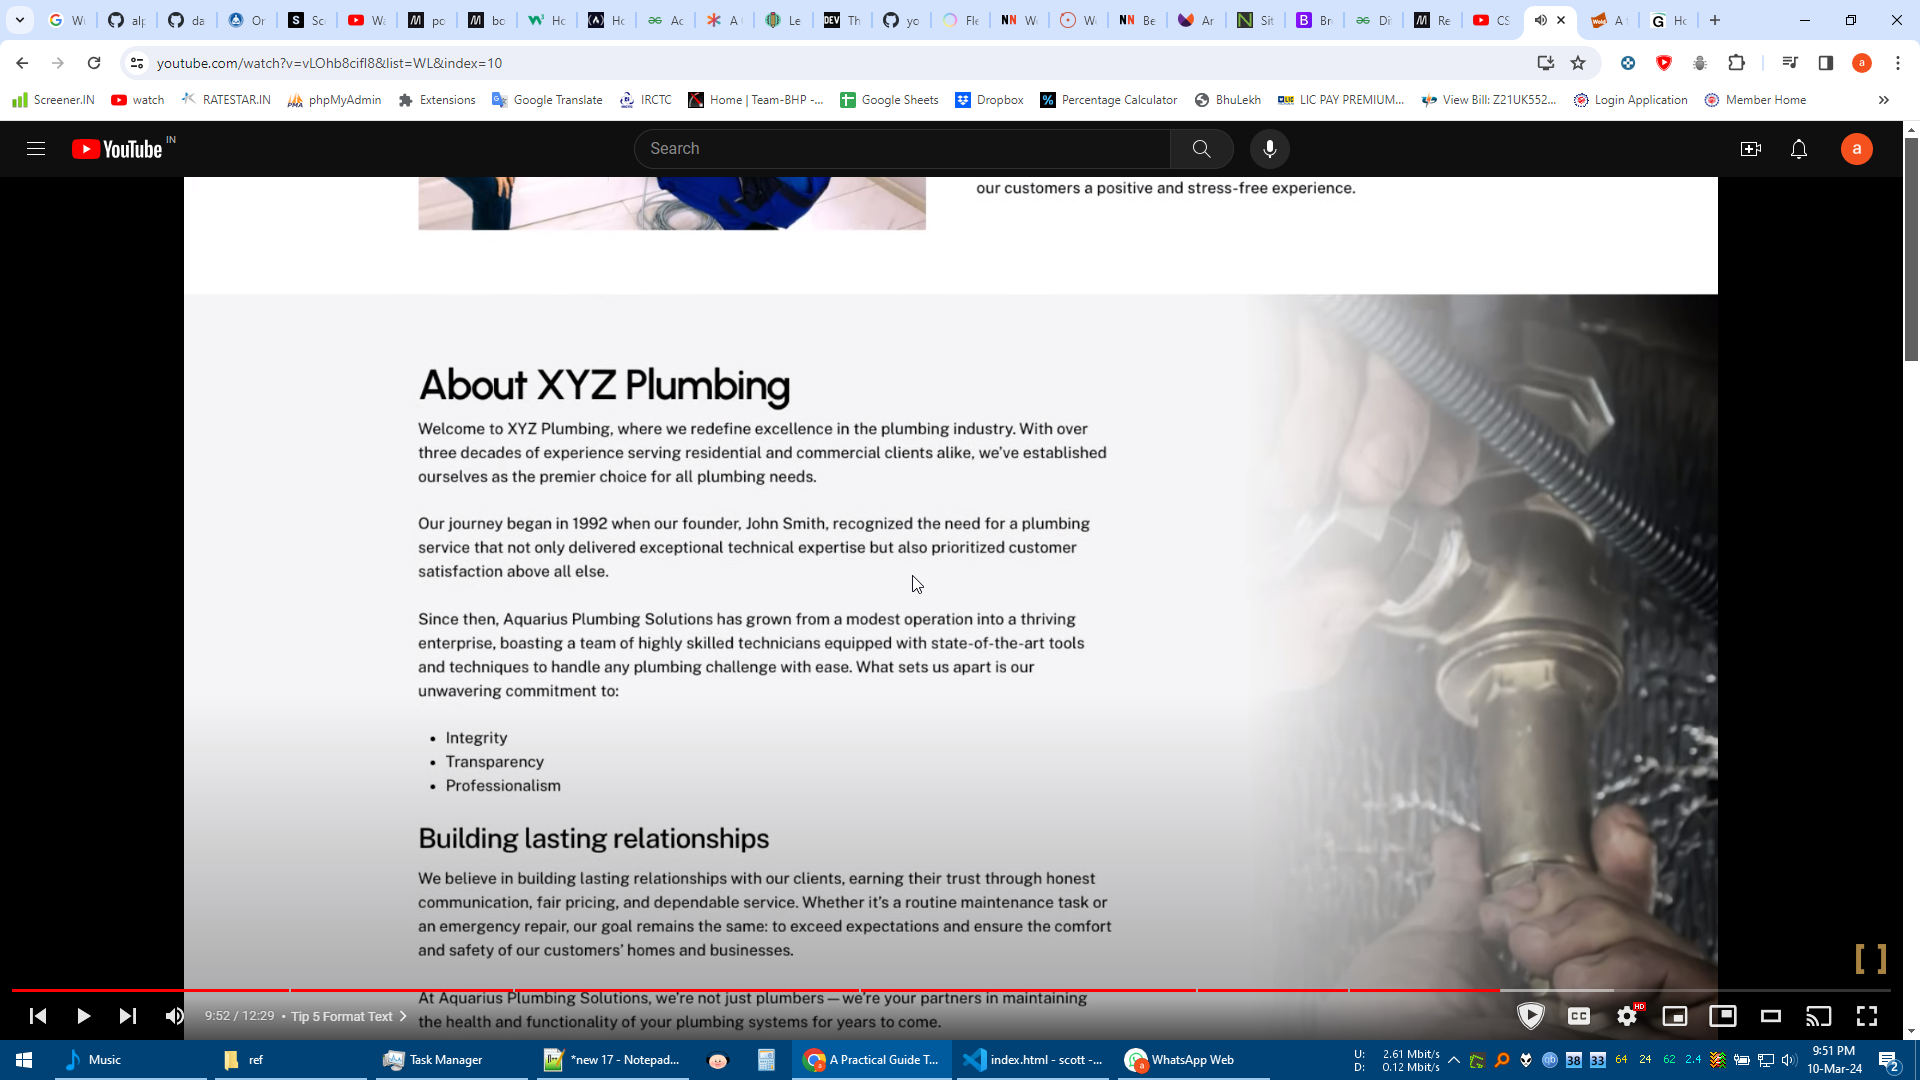 W
alp
da
Or
Sc
Wa
po
bo
Ho
Ho
Ac
A
Le
Th
yo
Fle
W
We
Be
Ar
Sit
Br
Di
Re
CS
A
Ho
youtube.com/watch?v=vLOhb8cifI8&list=WL&index=10
a
Screener.IN
watch
RATESTAR.IN
phpMyAdmin
Extensions
Google Translate
IRCTC
Home | Team-BHP -...
Google Sheets
Dropbox
Percentage Calculator
BhuLekh
LIC PAY PREMIUM...
View Bill: Z21UK552...
Login Application
Member Home
YouTube IN
Search
a
our customers a positive and stress-free experience.
About XYZ Plumbing
Welcome to XYZ Plumbing, where we redefine excellence in the plumbing industry. With over
three decades of experience serving residential and commercial clients alike, we've established
ourselves as the premier choice for all plumbing needs.
Our journey began in 1992 when our founder, John Smith, recognized the need for a plumbing
service that not only delivered exceptional technical expertise but also prioritized customer
satisfaction above all else.
Since then, Aquarius Plumbing Solutions has grown from a modest operation into a thriving
enterprise, boasting a team of highly skilled technicians equipped with state-of-the-art tools
and techniques to handle any plumbing challenge with ease. What sets us apart is our
unwavering commitment to:
• Integrity
• Transparency
• Professionalism
Building lasting relationships
We believe in building lasting relationships with our clients, earning their trust through honest
communication, fair pricing, and dependable service. Whether it's a routine maintenance task or
an emergency repair, our goal remains the same: to exceed expectations and ensure the comfort
and safety of our customers' homes and businesses.
At Aquarius Plumbing Solutions, we're not just plumbers — we're your partners in maintaining
the health and functionality of your plumbing systems for years to come.
9:52 / 12:29 • Tip 5 Format Text
CC
HD
Music
ref
Task Manager
*new 17 - Notepad...
A Practical Guide T...
index.html - scott -...
WhatsApp Web
U: 2.61 Mbit/s
D: 0.12 Mbit/s
38
33
64
24
62
2.4
9:51 PM
10-Mar-24
2